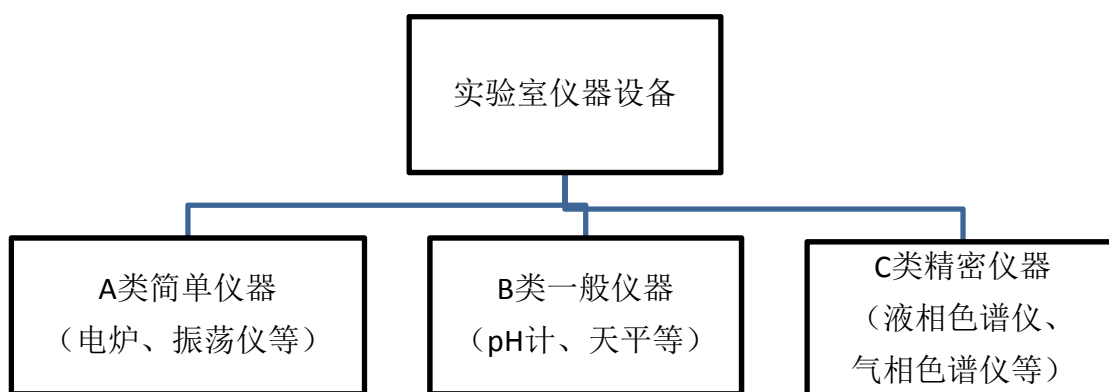 实验室仪器设备
A类简单仪器
（电炉、振荡仪等）
B类一般仪器
（pH计、天平等）
C类精密仪器
（液相色谱仪、
气相色谱仪等）